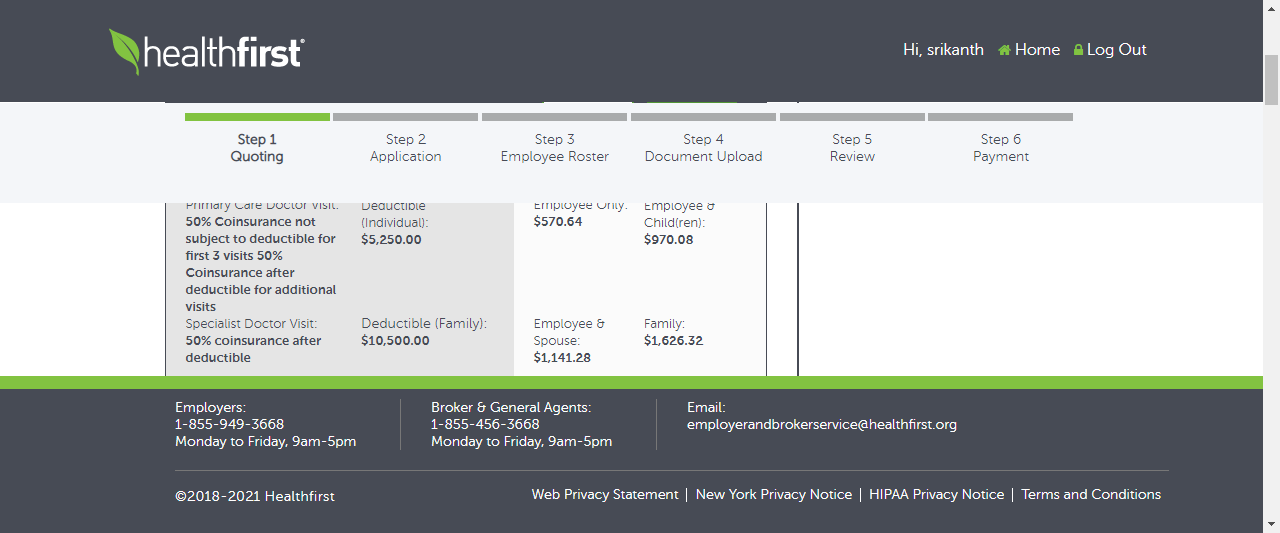 healthfirst®
Hi, srikanth Home Log Out
Step 1 Step 2 Step 3 Step 4 Step 5 Step 6
Quoting Application Employee Roster Document Upload Review Payment
Primary Care Doctor Visit:
50% Coinsurance not
subject to deductible for
first 3 visits 50%
Coinsurance after
deductible for additional
visits
Deductible
(Individual):
$5,250.00
Employee Only:
$570.64
Employee &
Child(ren):
$970.08
Specialist Doctor Visit:
50% coinsurance after
deductible
Deductible (Family):
$10,500.00
Employee &
Spouse:
$1,141.28
Family:
$1,626.32
Employers:
1-855-949-3668
Monday to Friday, 9am-5pm
Broker & General Agents:
1-855-456-3668
Monday to Friday, 9am-5pm
Email:
employerandbrokerservice@healthfirst.org
©2018-2021 Healthfirst
Web Privacy Statement | New York Privacy Notice | HIPAA Privacy Notice | Terms and Conditions